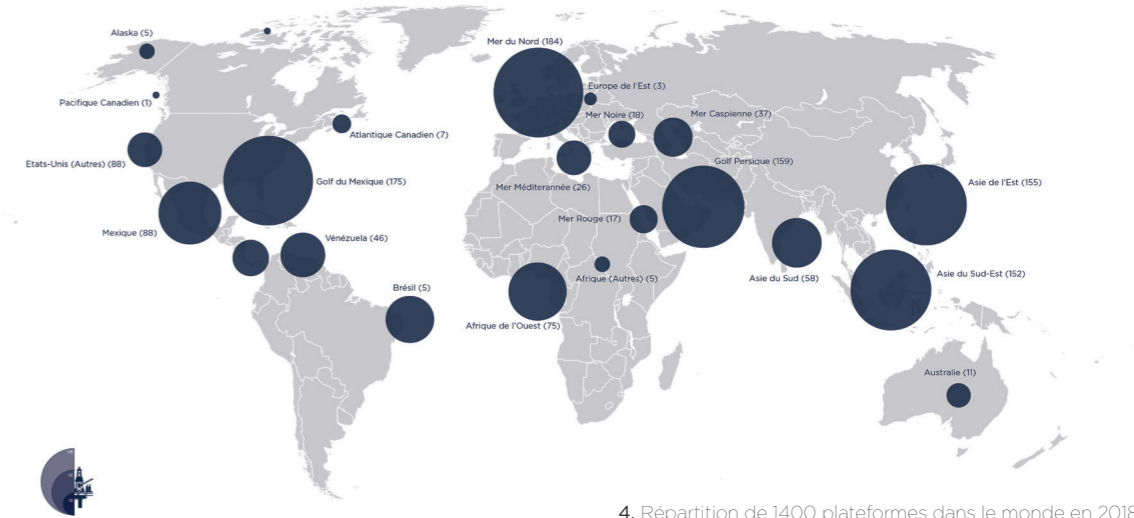 Alaska (5)
Mer du Nord (184)
Europe de l'Est (3)
Pacifique Canadien (1)
Mer Noire (18)
Mer Caspienne (37)
Atlantique Canadien (7)
Etats-Unis (Autres) (88)
Golf du Mexique (175)
Golf Persique (159)
Asie de l'Est (155)
Mer Méditerannée (26)
Mer Rouge (17)
Mexique (88)
Vénézuela (46)
Asie du Sud (58)
Asie du Sud-Est (152)
Afrique (Autres) (5)
Brésil (5)
Afrique de l'Ouest (75)
Australie (11)
4. Répartition de 1400 plateformes dans le monde en 2018